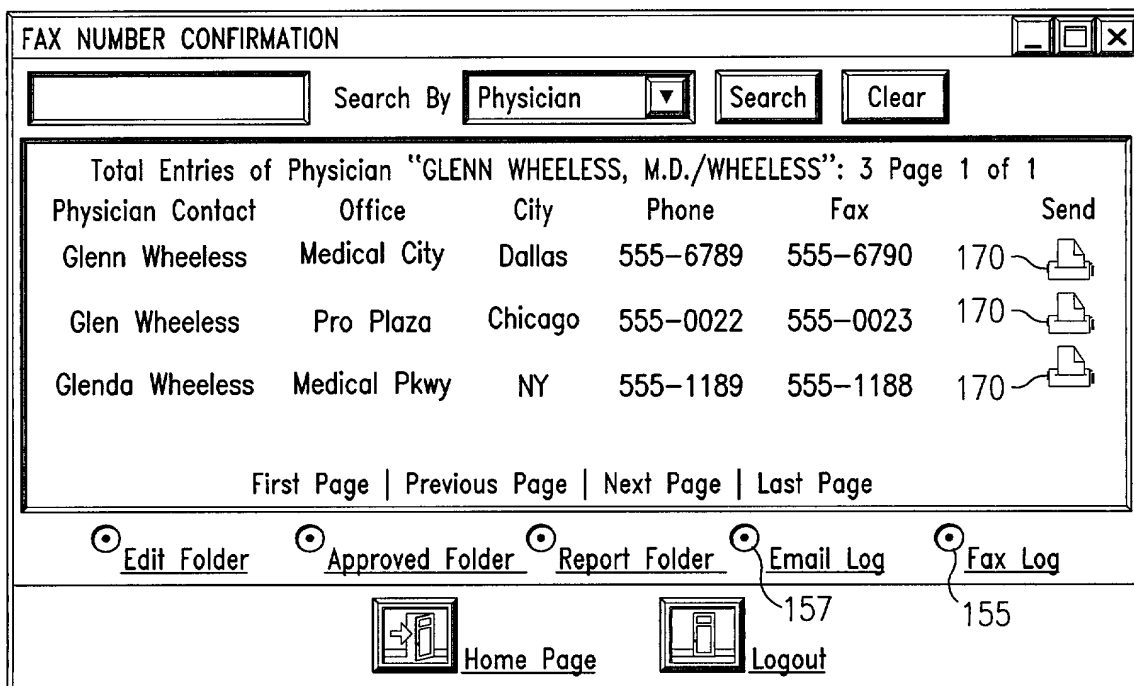 FAX NUMBER CONFIRMATION
Search By Physician Search Clear
Total Entries of Physician "GLENN WHEELESS, M.D./WHEELESS": 3 Page 1 of 1
Physician Contact Office City Phone Fax Send
Glenn Wheeless Medical City Dallas 555-6789 555-6790 170
Glen Wheeless Pro Plaza Chicago 555-0022 555-0023 170
Glenda Wheeless Medical Pkwy NY 555-1189 555-1188 170
First Page | Previous Page | Next Page | Last Page
Edit Folder Approved Folder Report Folder Email Log Fax Log
157 155
Home Page Logout